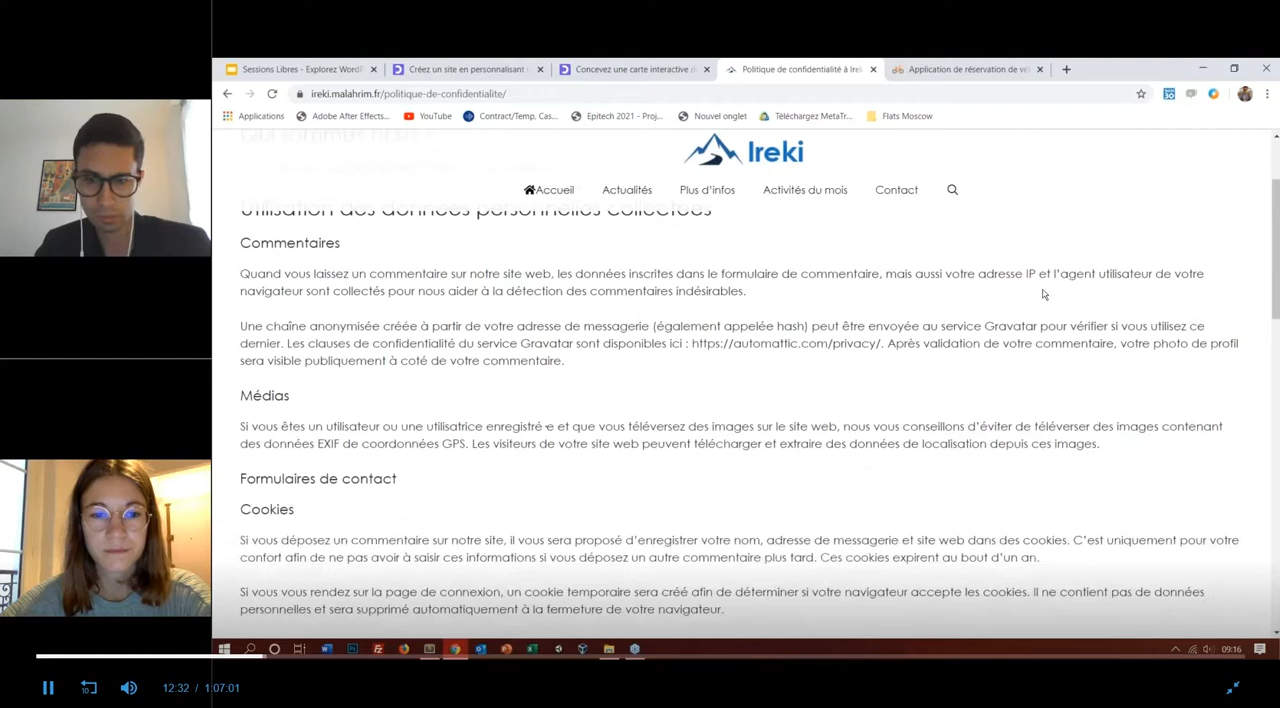 Sessions Libres - Explorez WordP
Créez un site en personnalisant
Concevez une carte interactive d
Politique de confidentialité à Irek
Application de réservation de vé
ireki.malahrim.fr/politique-de-confidentialite/
Applications
Adobe After Effects...
YouTube
Contract/Temp, Cas...
Epitech 2021 - Proj...
Nouvel onglet
Téléchargez MetaTr...
Flats Moscow
Ireki
Accueil
Actualités
Plus d'infos
Activités du mois
Contact
Utilisation des données personnelles collectées
Commentaires
Quand vous laissez un commentaire sur notre site web, les données inscrites dans le formulaire de commentaire, mais aussi votre adresse IP et l'agent utilisateur de votre
navigateur sont collectés pour nous aider à la détection des commentaires indésirables.
Une chaîne anonymisée créée à partir de votre adresse de messagerie (également appelée hash) peut être envoyée au service Gravatar pour vérifier si vous utilisez ce
dernier. Les clauses de confidentialité du service Gravatar sont disponibles ici : https://automattic.com/privacy/. Après validation de votre commentaire, votre photo de profil
sera visible publiquement à coté de votre commentaire.
Médias
Si vous êtes un utilisateur ou une utilisatrice enregistré·e et que vous téléversez des images sur le site web, nous vous conseillons d'éviter de téléverser des images contenant
des données EXIF de coordonnées GPS. Les visiteurs de votre site web peuvent télécharger et extraire des données de localisation depuis ces images.
Formulaires de contact
Cookies
Si vous déposez un commentaire sur notre site, il vous sera proposé d'enregistrer votre nom, adresse de messagerie et site web dans des cookies. C'est uniquement pour votre
confort afin de ne pas avoir à saisir ces informations si vous déposez un autre commentaire plus tard. Ces cookies expirent au bout d'un an.
Si vous vous rendez sur la page de connexion, un cookie temporaire sera créé afin de déterminer si votre navigateur accepte les cookies. Il ne contient pas de données
personnelles et sera supprimé automatiquement à la fermeture de votre navigateur.
09:16
10
12:32 / 1:07:01